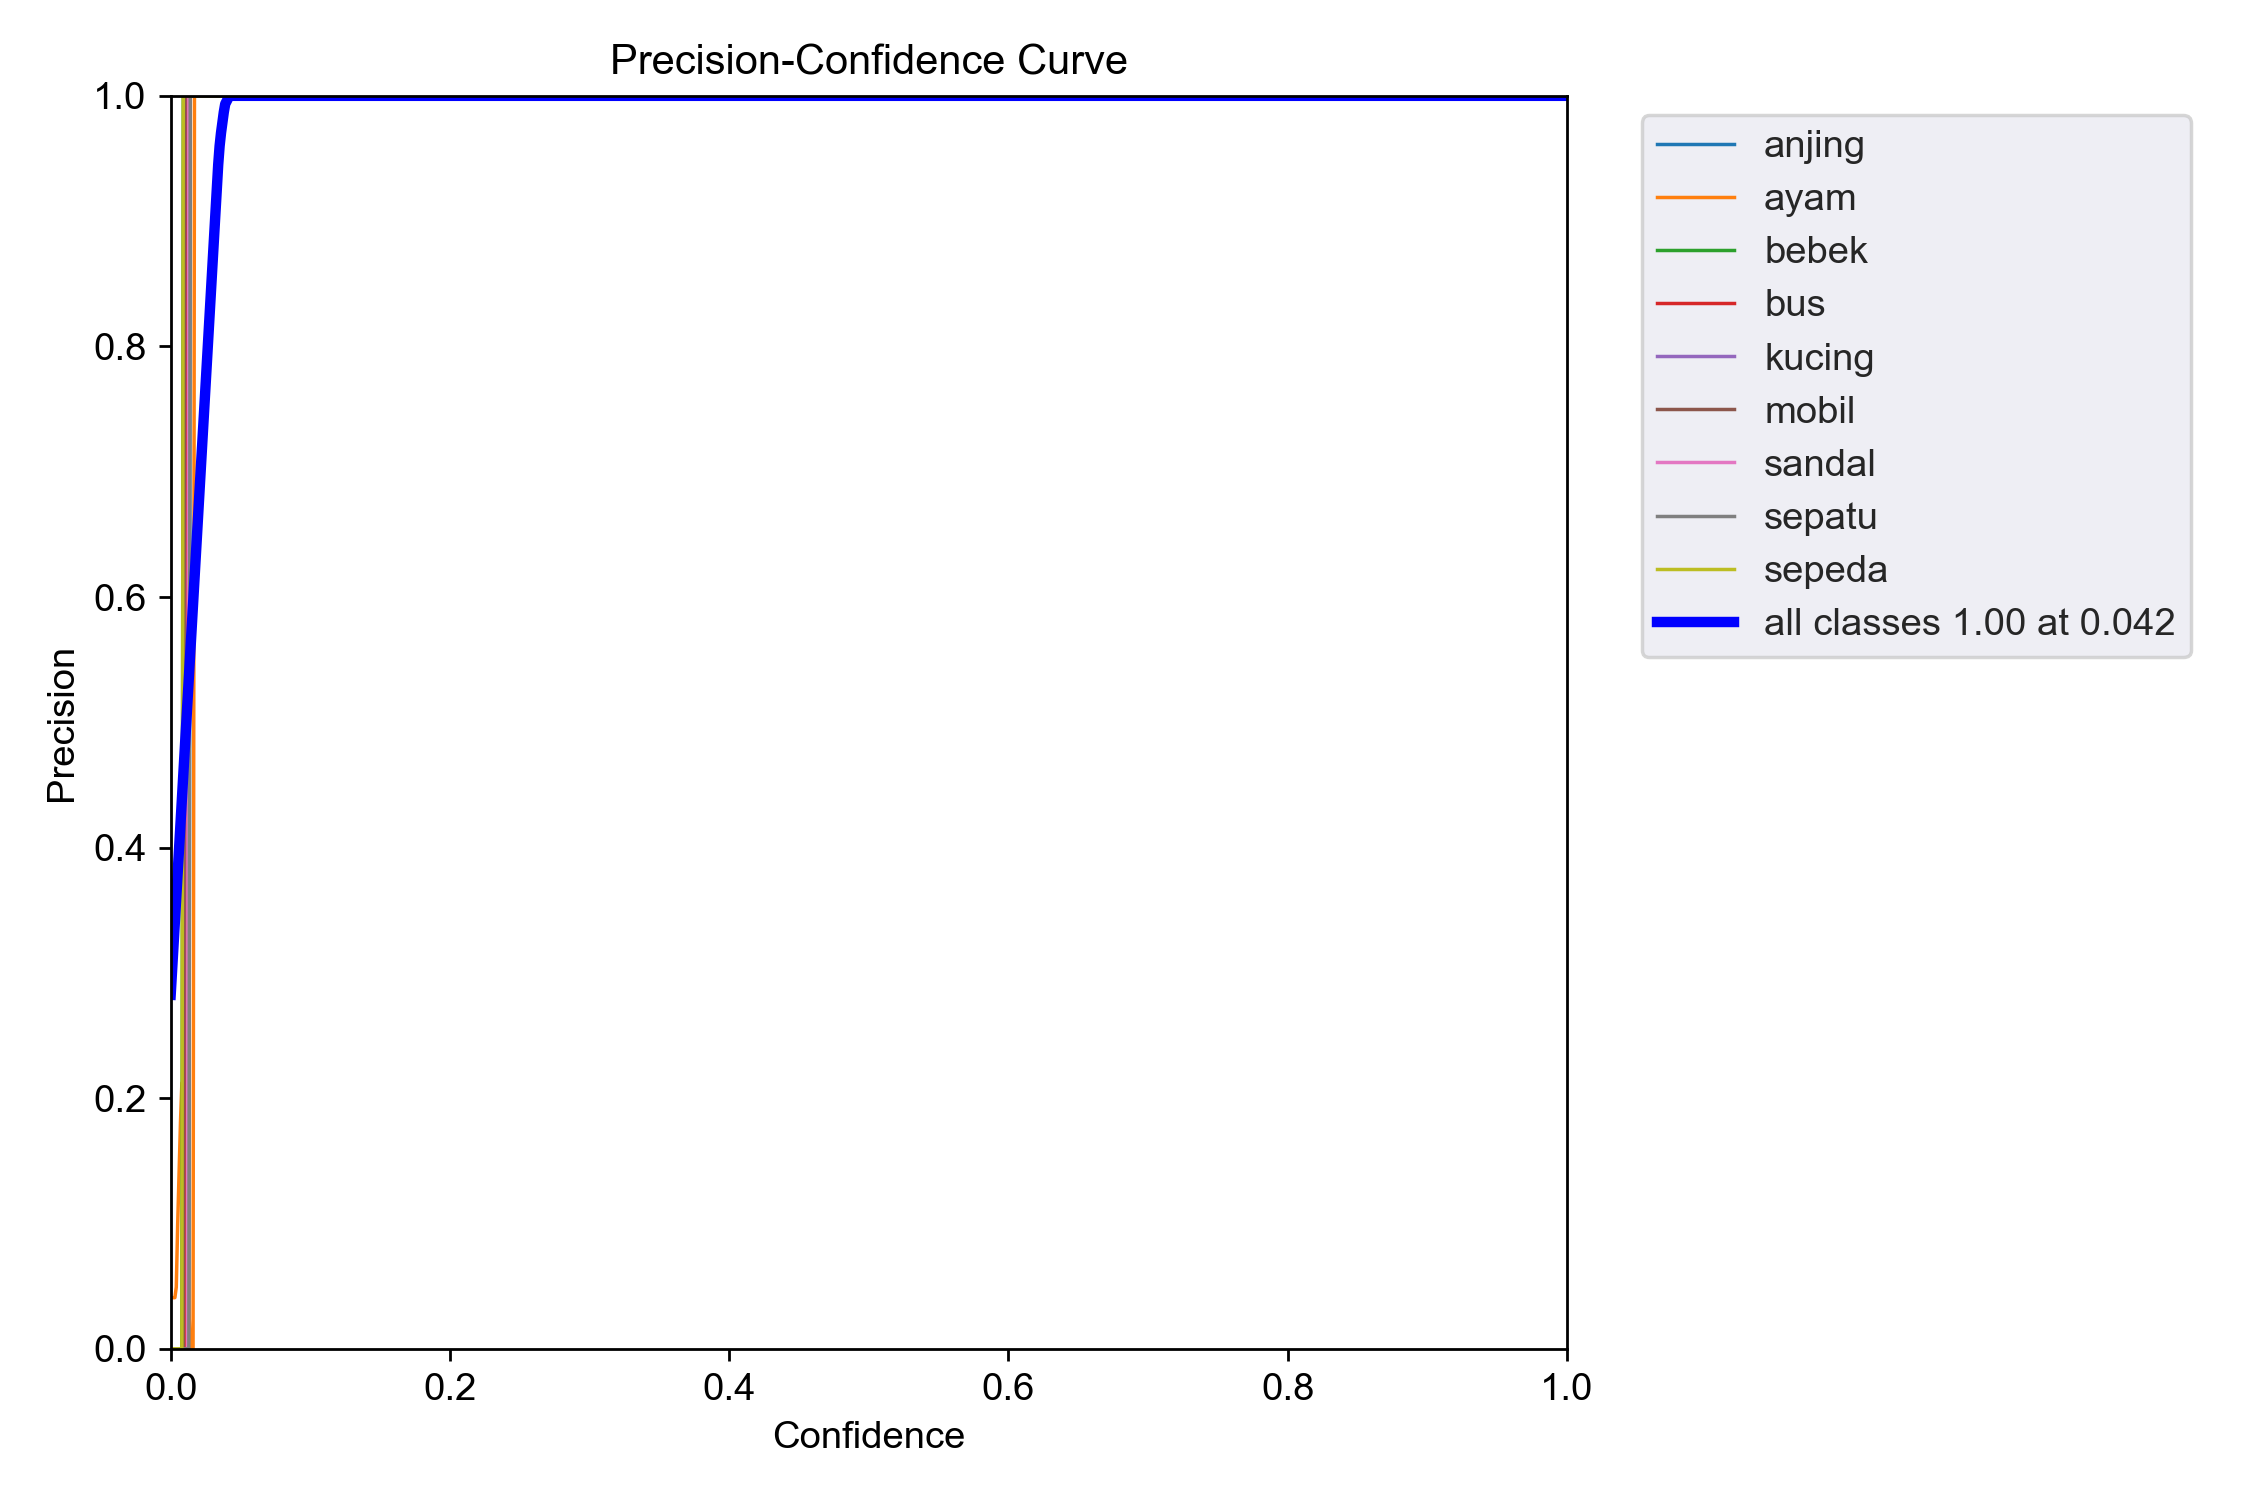 Precision-Confidence Curve
1.0
0.8
0.6
0.4
0.2
0.0
Precision
0.0 0.2 0.4 0.6 0.8 1.0
Confidence
anjing
ayam
bebek
bus
kucing
mobil
sandal
sepatu
sepeda
all classes 1.00 at 0.042